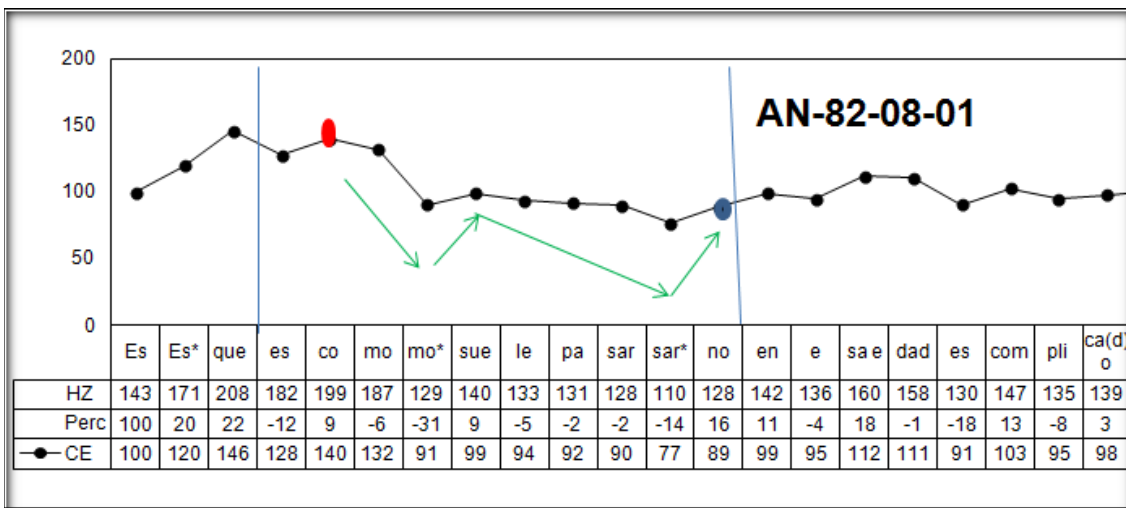 200
150
AN-82-08-01
100
50
0
Es Es* que es co mo mo* sue le pa sar sar* no en e sa e dad es com pli ca(d)
o
HZ 143 171 208 182 199 187 129 140 133 131 128 110 128 142 136 160 158 130 147 135 139
Perc 100 20 22 -12 9 -6 -31 9 -5 -2 -2 -14 16 11 -4 18 -1 -18 13 -8 3
CE 100 120 146 128 140 132 91 99 94 92 90 77 89 99 95 112 111 91 103 95 98